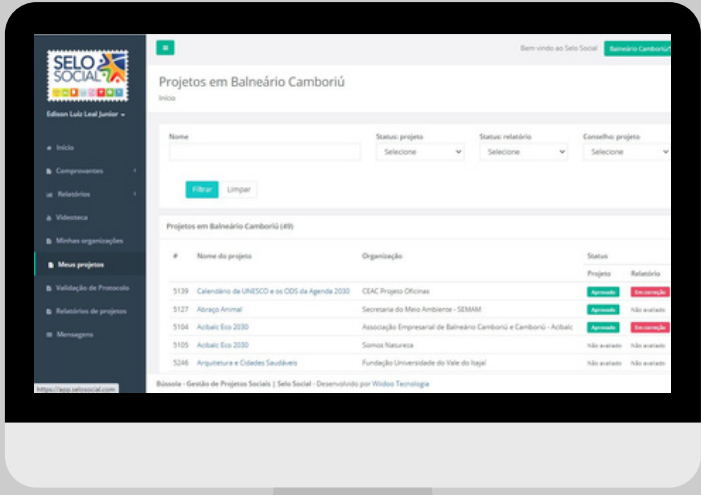 SELO
SOCIAL
Edison Luiz Leal Junior
Início
Comprovantes
Relatórios
Videoteca
Minhas organizações
Meus projetos
Validação de Protocolo
Relatórios de projetos
Mensagens
https://app.selosocial.com
Bem vindo ao Selo Social
Balneário Camboriú
Projetos em Balneário Camboriú
Início
Nome Status: projeto Status: relatório Conselho: projeto
Selecione Selecione Selecione
Filtrar Limpar
Projetos em Balneário Camboriú (49)
# Nome do projeto Organização Status
Projeto Relatório
5139 Calendário da UNESCO e os ODS da Agenda 2030 CEAC Projeto Oficinas Aprovado Em correção
5127 Abraço Animal Secretaria do Meio Ambiente - SEMAM Aprovado Não avaliado
5104 Acibalc Eco 2030 Associação Empresarial de Balneário Camboriú e Camboriú - Acibalc Aprovado Em correção
5105 Acibalc Eco 2030 Somos Natureza Não avaliado Não avaliado
5246 Arquitetura e Cidades Saudáveis Fundação Universidade do Vale do Itajaí Não avaliado Não avaliado
Bússola - Gestão de Projetos Sociais | Selo Social - Desenvolvido por Wiidoo Tecnologia